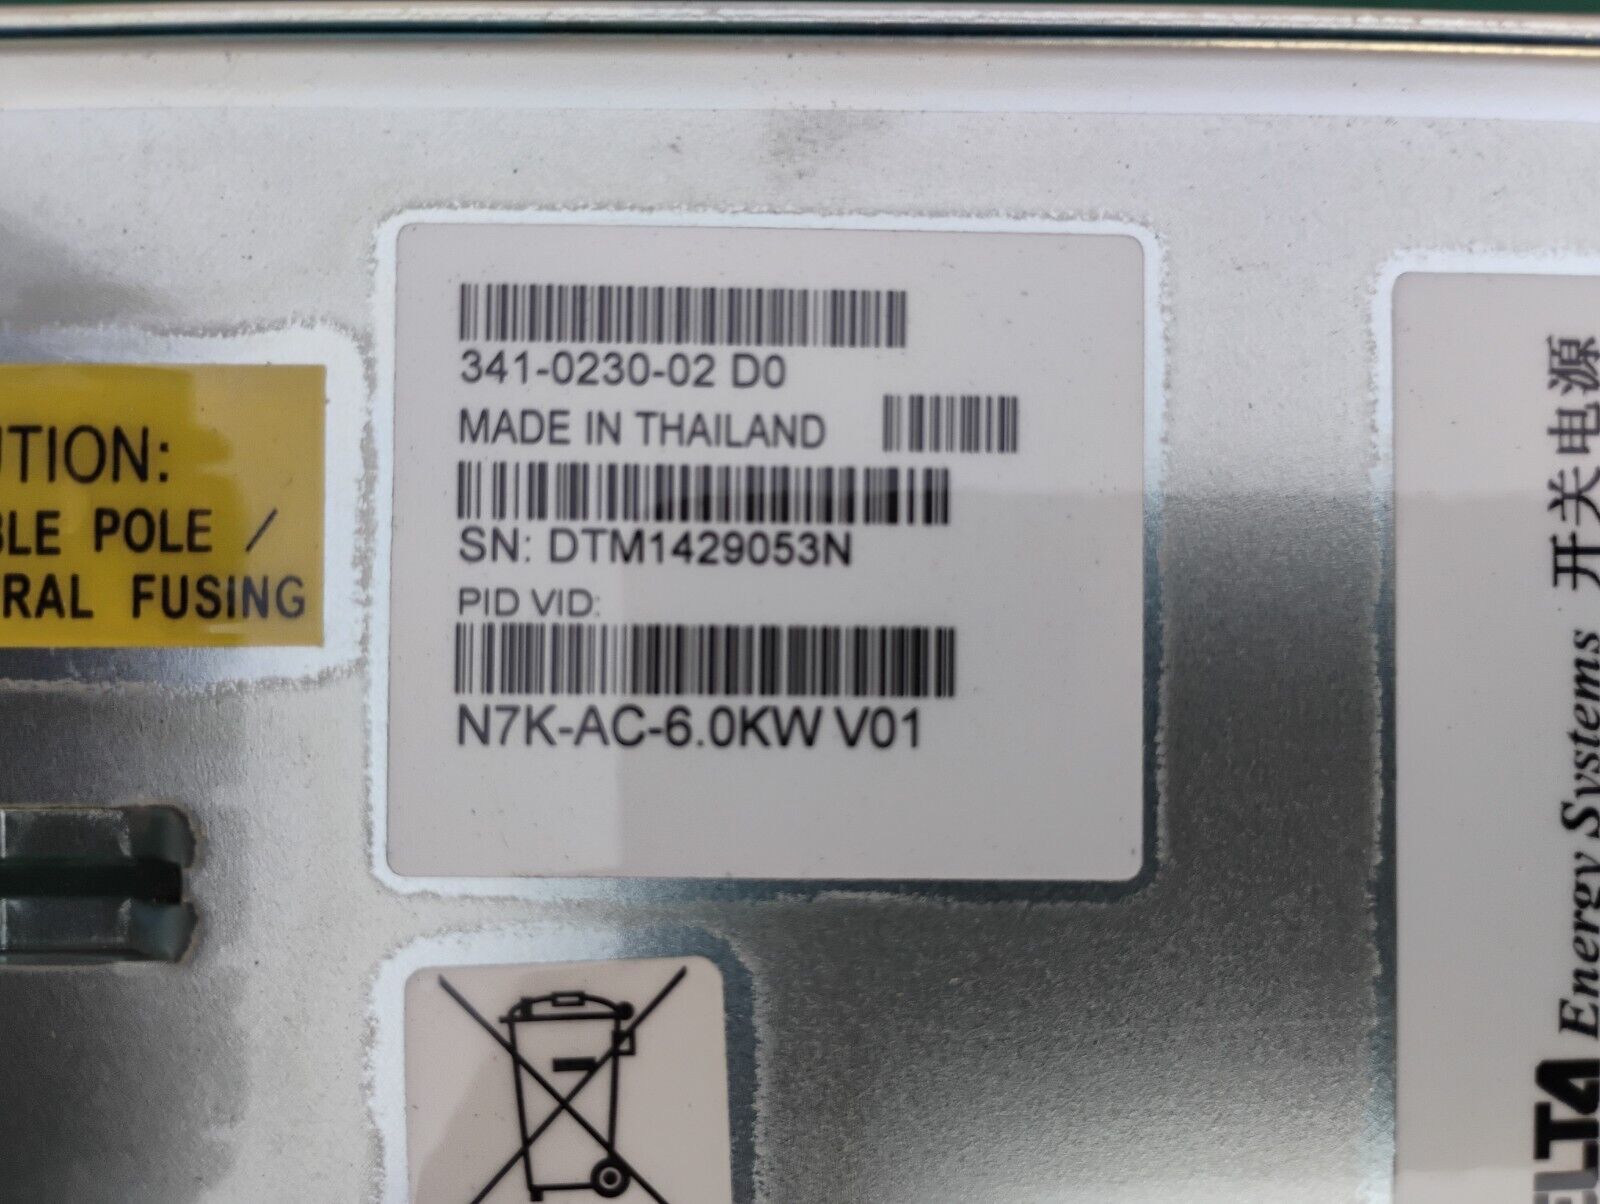 341-0230-02 D0
MADE IN THAILAND
SN: DTM1429053N
PID VID:
N7K-AC-6.0KW V01
UTION:
BLE POLE /
RAL FUSING
开关电源
ELTA Energy Systems